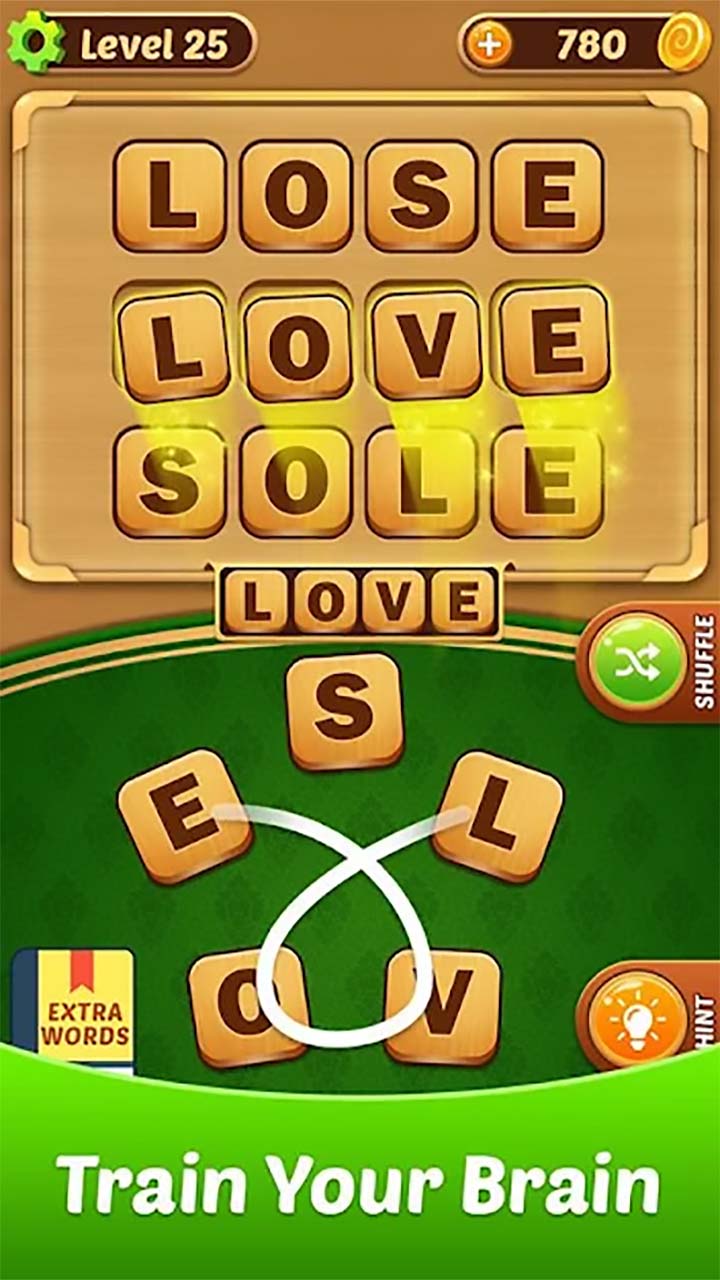 Level 25
780
LOSE
LOVE
SOLE
LOVE
SHUFFLE
S
E L
O V
EXTRA
WORDS
HINT
Train Your Brain